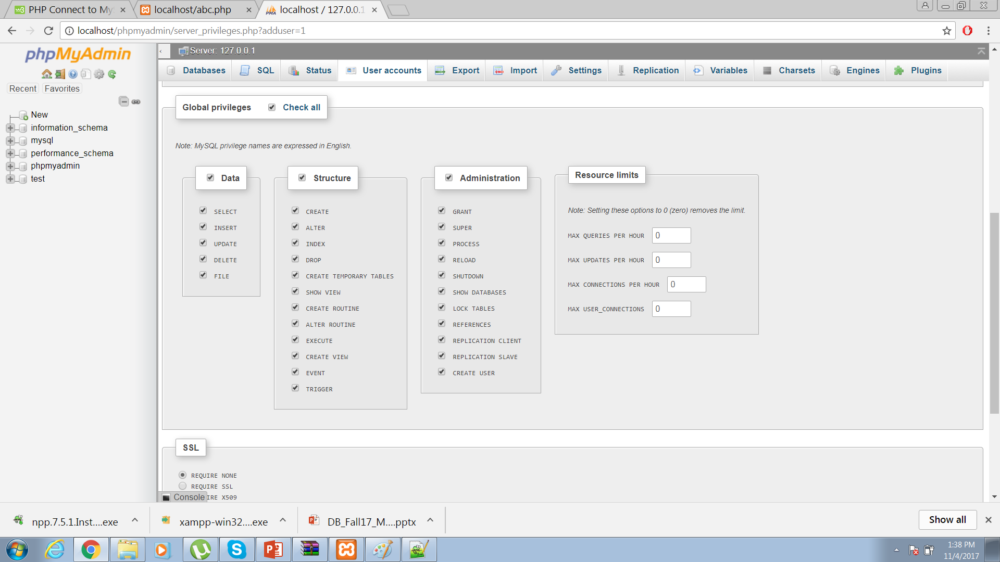 PHP Connect to My
localhost/abc.php
localhost / 127.0.0.1
localhost/phpmyadmin/server_privileges.php?adduser=1
phpMyAdmin
Recent Favorites
New
information_schema
mysql
performance_schema
phpmyadmin
test
Server: 127.0.0.1
Databases SQL Status User accounts Export Import Settings Replication Variables Charsets Engines Plugins
Global privileges Check all
Note: MySQL privilege names are expressed in English.
Data
SELECT
INSERT
UPDATE
DELETE
FILE
Structure
CREATE
ALTER
INDEX
DROP
CREATE TEMPORARY TABLES
SHOW VIEW
CREATE ROUTINE
ALTER ROUTINE
EXECUTE
CREATE VIEW
EVENT
TRIGGER
Administration
GRANT
SUPER
PROCESS
RELOAD
SHUTDOWN
SHOW DATABASES
LOCK TABLES
REFERENCES
REPLICATION CLIENT
REPLICATION SLAVE
CREATE USER
Resource limits
Note: Setting these options to 0 (zero) removes the limit.
MAX QUERIES PER HOUR 0
MAX UPDATES PER HOUR 0
MAX CONNECTIONS PER HOUR 0
MAX USER_CONNECTIONS 0
SSL
REQUIRE NONE
REQUIRE SSL
IRE X509
Console
npp.7.5.1.Inst....exe
xampp-win32....exe
DB_Fall17_M....pptx
Show all
1:38 PM
11/4/2017